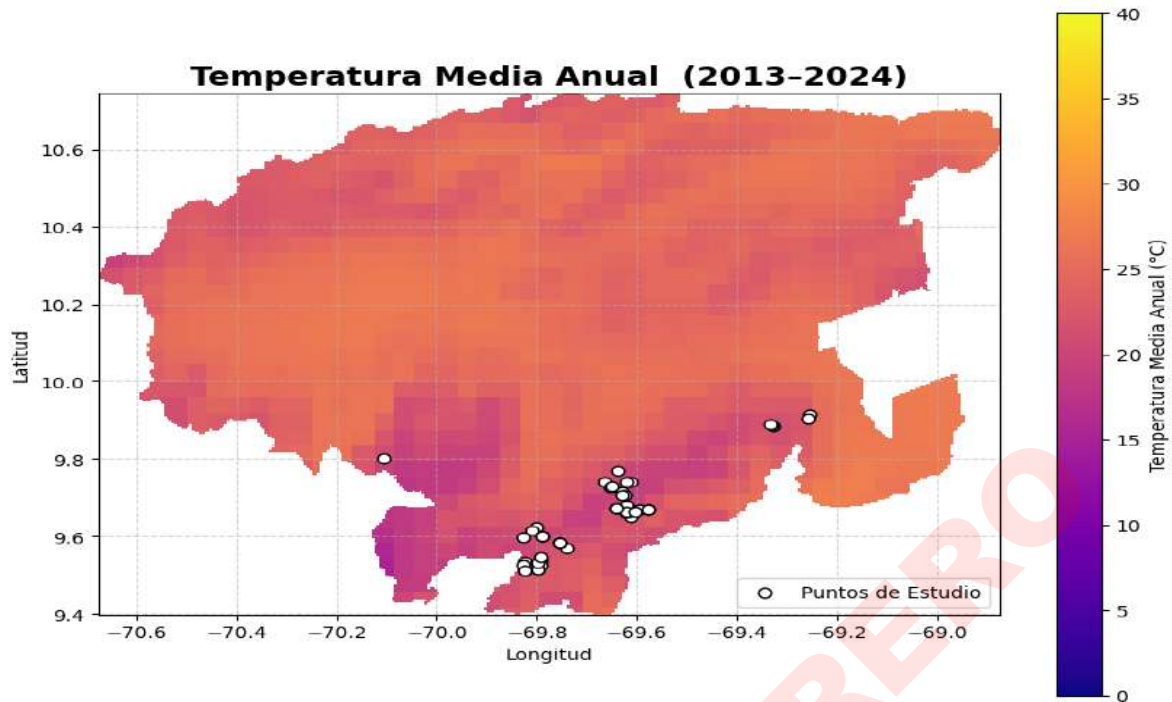 Temperatura Media Anual (2013–2024)
40
35
30
25
20
15
10
5
0
Temperatura Media Anual (°C)
10.6
10.4
10.2
10.0
9.8
9.6
9.4
Latitud
Puntos de Estudio
−70.6 −70.4 −70.2 −70.0 −69.8 −69.6 −69.4 −69.2 −69.0
Longitud
RERO